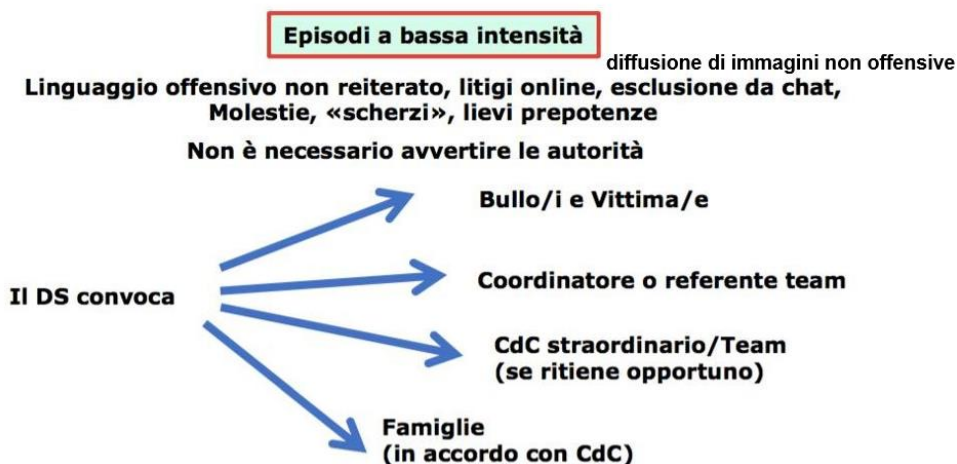 Episodi a bassa intensità
diffusione di immagini non offensive
Linguaggio offensivo non reiterato, litigi online, esclusione da chat,
Molestie, «scherzi», lievi prepotenze
Non è necessario avvertire le autorità
Bullo/i e Vittima/e
Coordinatore o referente team
Il DS convoca
CdC straordinario/Team
(se ritiene opportuno)
Famiglie
(in accordo con CdC)